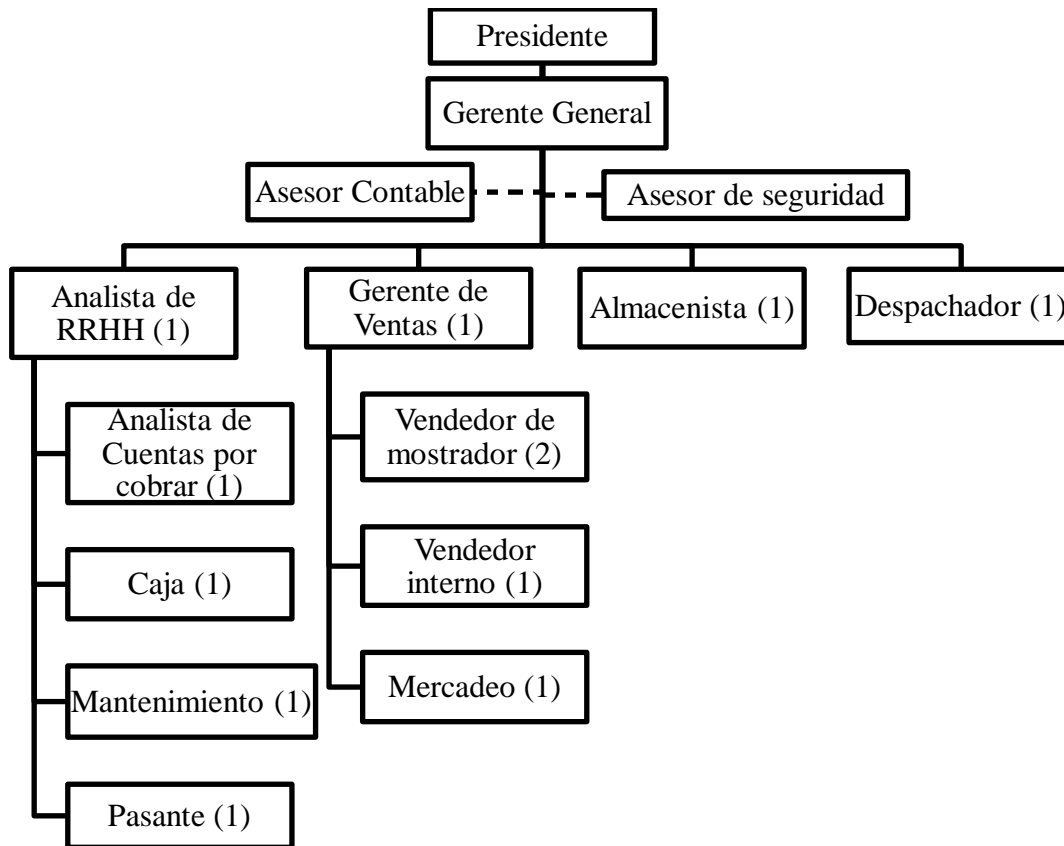 Presidente
Gerente General
Asesor Contable
Asesor de seguridad
Analista de
RRHH (1)
Gerente de
Ventas (1)
Almacenista (1)
Despachador (1)
Analista de
Cuentas por
cobrar (1)
Caja (1)
Mantenimiento (1)
Pasante (1)
Vendedor de
mostrador (2)
Vendedor
interno (1)
Mercadeo (1)